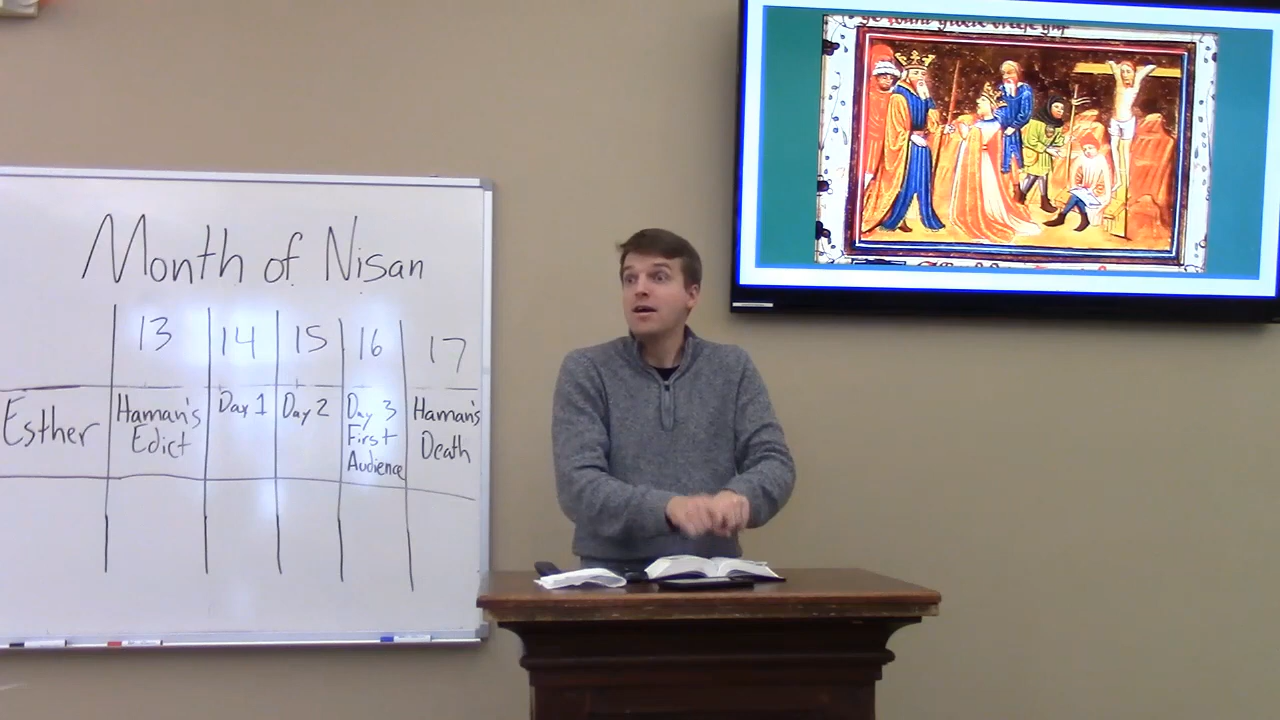 Month of Nisan
13 14 15 16 17
Esther
Haman's Edict
Day 1
Day 2
Day 3 First Audience
Haman's Death